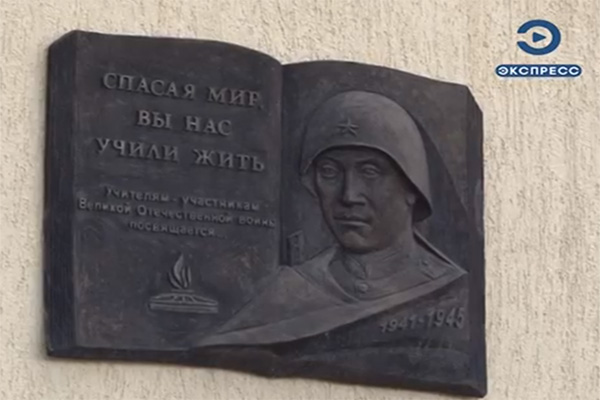 СПАСАЯ МИР,
ВЫ НАС
УЧИЛИ ЖИТЬ
Учителям - участникам
Великой Отечественной войны
посвящается...
1941-1945
ЭКСПРЕСС